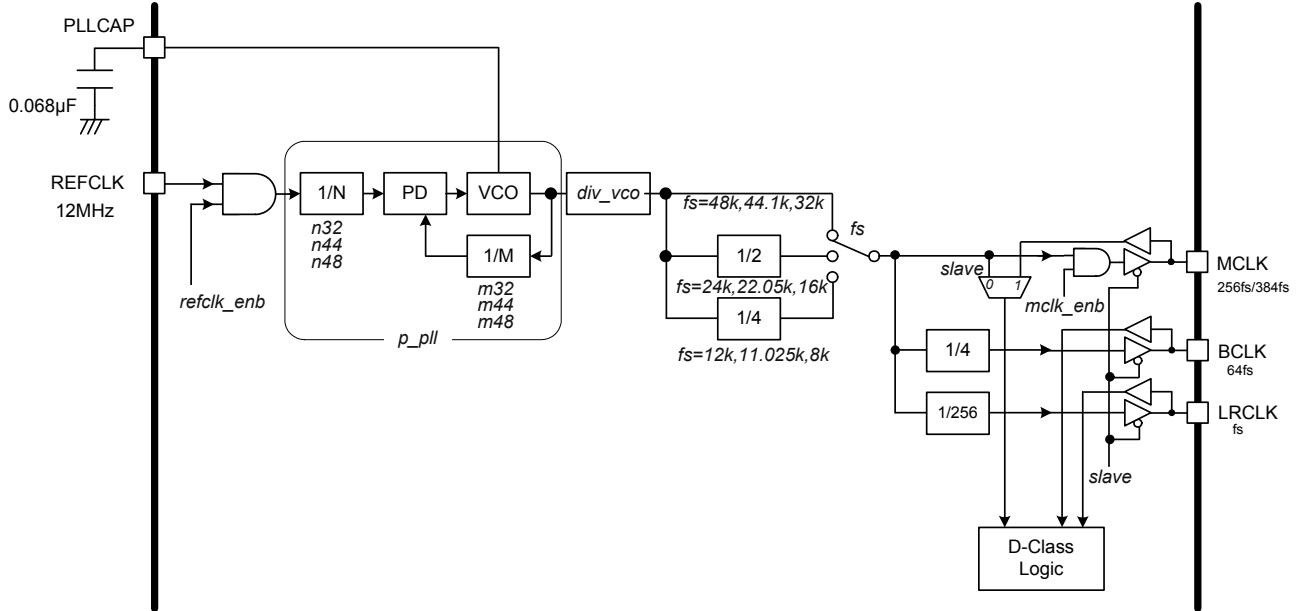 PLLCAP
0.068µF
REFCLK
12MHz
refclk_enb
1/N
n32
n44
n48
PD
VCO
1/M
m32
m44
m48
p_pll
div_vco
fs=48k,44.1k,32k
1/2
fs=24k,22.05k,16k
1/4
fs=12k,11.025k,8k
fs
slave
0 1
mclk_enb
MCLK
256fs/384fs
1/4
BCLK
64fs
1/256
LRCLK
fs
slave
D-Class
Logic